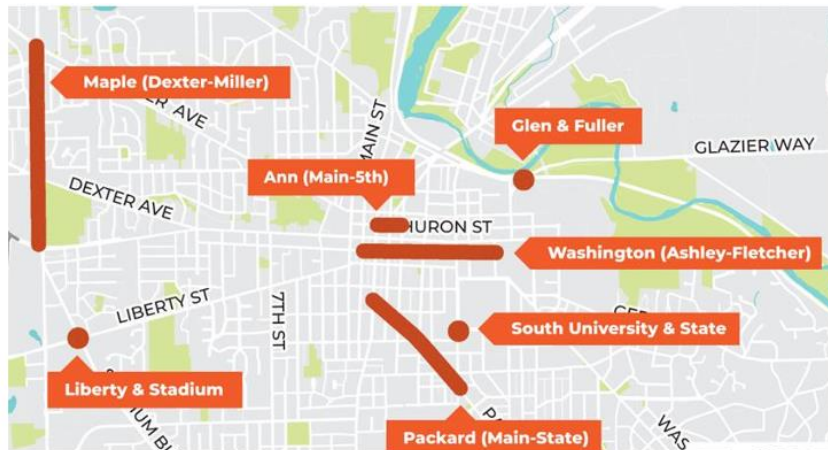 Maple (Dexter-Miller)
AVE
MAIN ST
Glen & Fuller
GLAZIER WAY
Ann (Main-5th)
DEXTER AVE
HURON ST
Washington (Ashley-Fletcher)
LIBERTY ST
7TH ST
South University & State
Liberty & Stadium
Packard (Main-State)